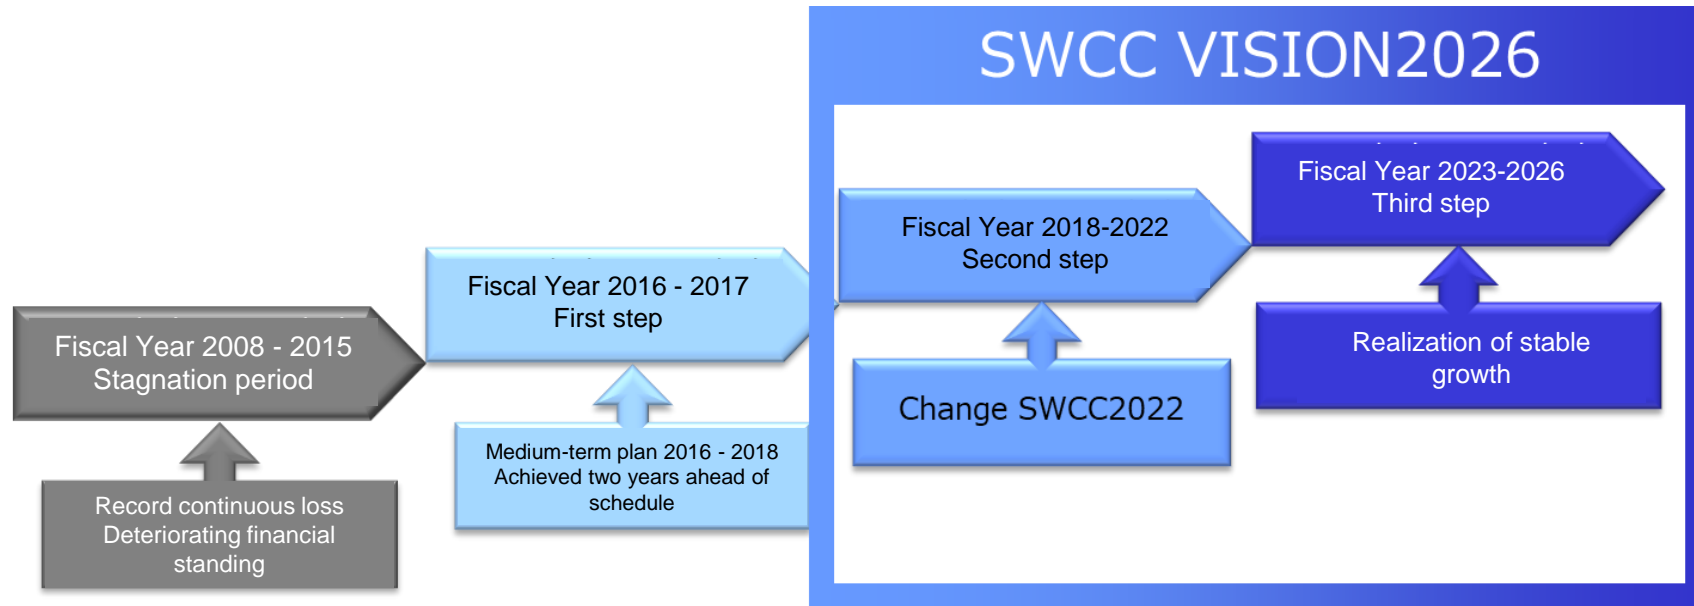 SWCC VISION2026
Fiscal Year 2023-2026
Third step
Fiscal Year 2018-2022
Second step
Fiscal Year 2016 - 2017
First step
Fiscal Year 2008 - 2015
Stagnation period
Realization of stable
growth
Change SWCC2022
Medium-term plan 2016 - 2018
Achieved two years ahead of
schedule
Record continuous loss
Deteriorating financial
standing